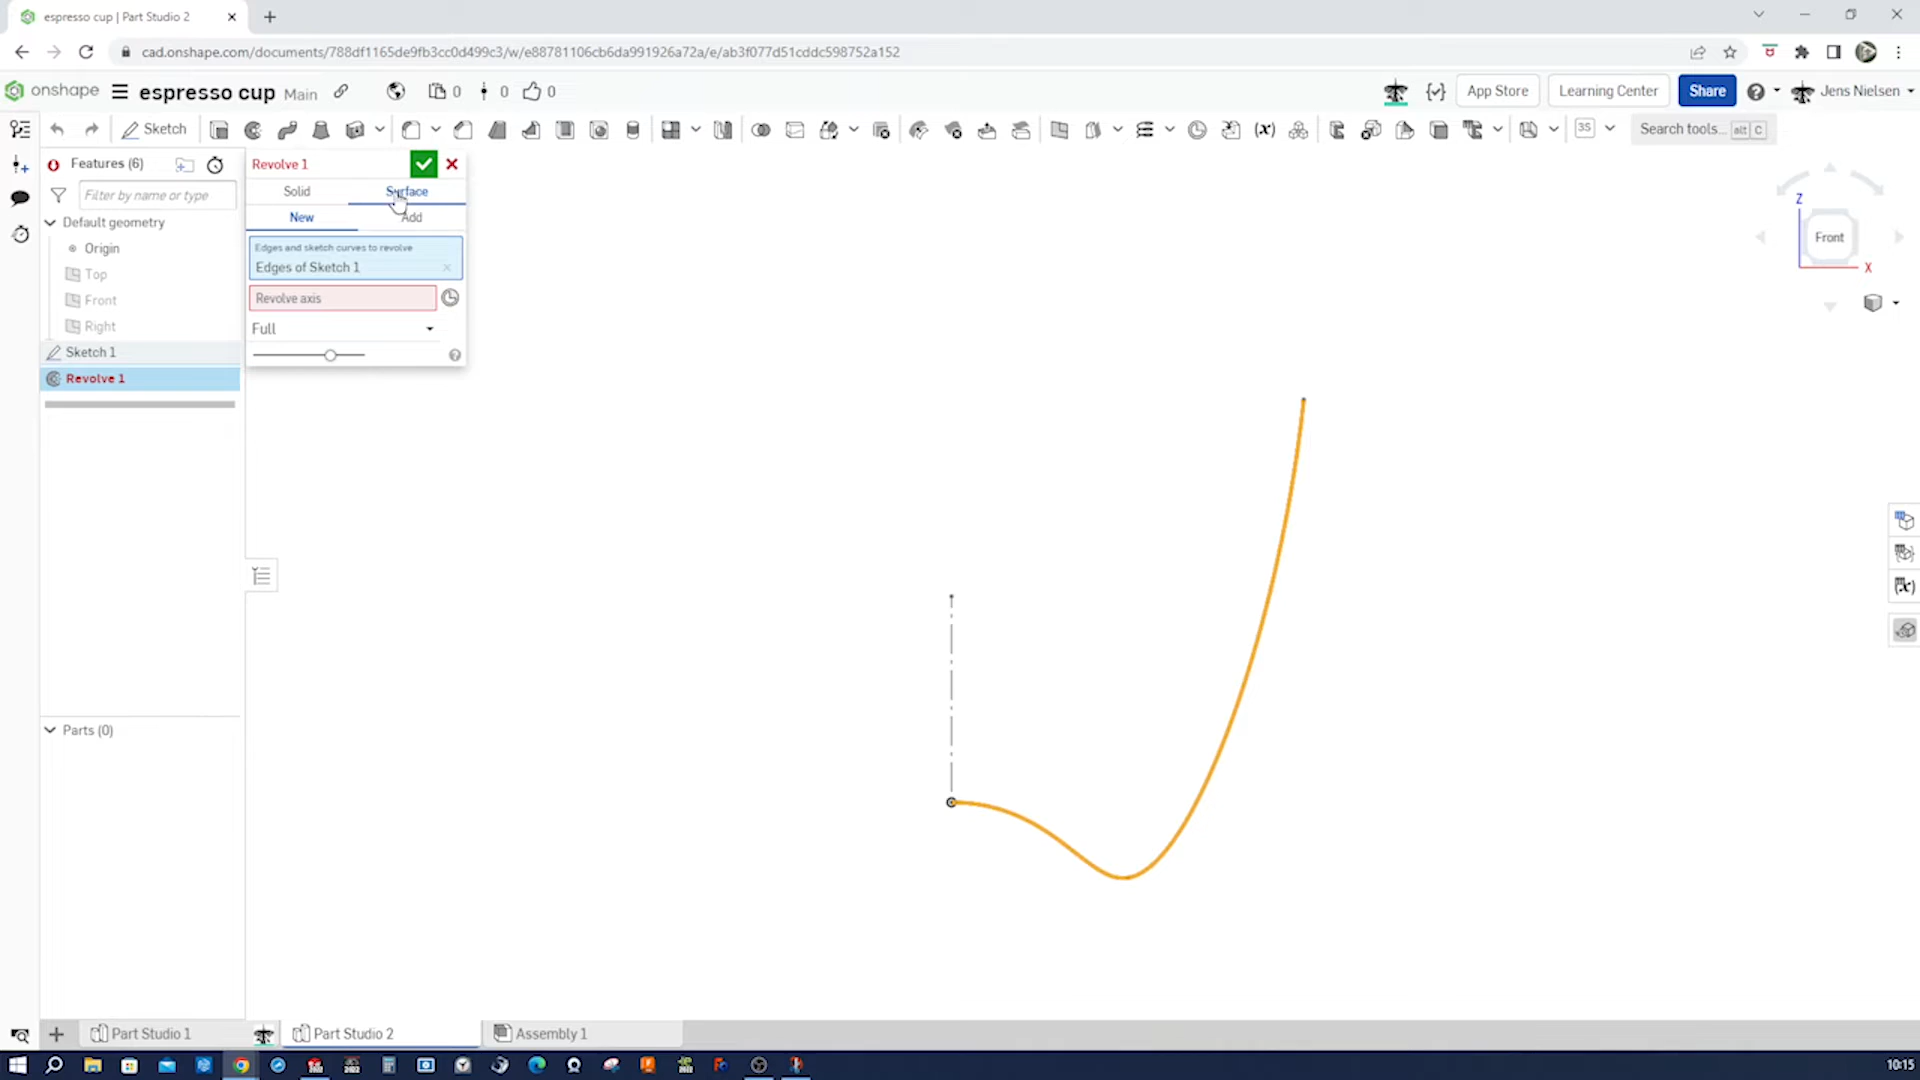 espresso cup | Part Studio 2
cad.onshape.com/documents/788df1165de9fb3cc0d499c3/w/e88781106cb6da991926a72a/e/ab3f077d51cddc598752a152
onshape espresso cup Main 0 0 0 App Store Learning Center Share Jens Nielsen
Sketch (x) 3S Search tools... alt C
Features (6)
Filter by name or type
Default geometry
Origin
Top
Front
Right
Sketch 1
Revolve 1
Parts (0)
Revolve 1
Solid Surface
New Add
Edges and sketch curves to revolve
Edges of Sketch 1
Revolve axis
Full
Z
Front
X
(x)
Part Studio 1 Part Studio 2 Assembly 1
10:15